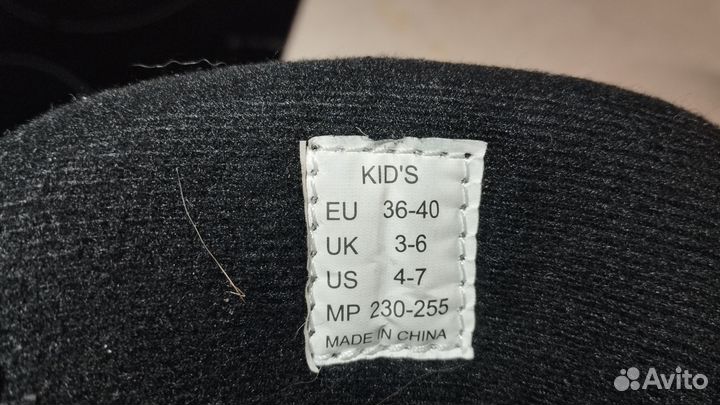 KID'S
EU 36-40
UK 3-6
US 4-7
MP 230-255
MADE IN CHINA
Avito